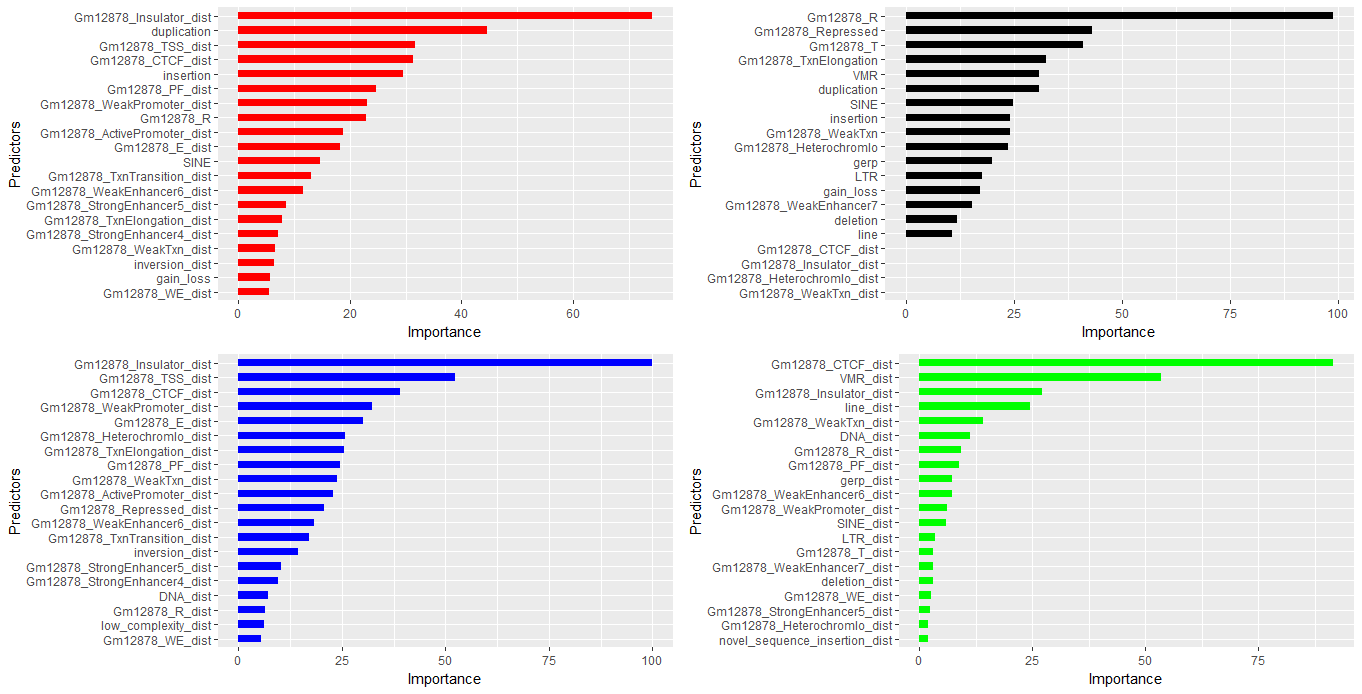 Gm12878_Insulator_dist
duplication
Gm12878_TSS_dist
Gm12878_CTCF_dist
insertion
Gm12878_PF_dist
Gm12878_WeakPromoter_dist
Gm12878_R
Gm12878_ActivePromoter_dist
Gm12878_E_dist
SINE
Gm12878_TxnTransition_dist
Gm12878_WeakEnhancer6_dist
Gm12878_StrongEnhancer5_dist
Gm12878_TxnElongation_dist
Gm12878_StrongEnhancer4_dist
Gm12878_WeakTxn_dist
inversion_dist
gain_loss
Gm12878_WE_dist
Predictors
0 20 40 60
Importance
Gm12878_R
Gm12878_Repressed
Gm12878_T
Gm12878_TxnElongation
VMR
duplication
SINE
insertion
Gm12878_WeakTxn
Gm12878_Heterochromlo
gerp
LTR
gain_loss
Gm12878_WeakEnhancer7
deletion
line
Gm12878_CTCF_dist
Gm12878_Insulator_dist
Gm12878_Heterochromlo_dist
Gm12878_WeakTxn_dist
Predictors
0 25 50 75 100
Importance
Gm12878_Insulator_dist
Gm12878_TSS_dist
Gm12878_CTCF_dist
Gm12878_WeakPromoter_dist
Gm12878_E_dist
Gm12878_Heterochromlo_dist
Gm12878_TxnElongation_dist
Gm12878_PF_dist
Gm12878_WeakTxn_dist
Gm12878_ActivePromoter_dist
Gm12878_Repressed_dist
Gm12878_WeakEnhancer6_dist
Gm12878_TxnTransition_dist
inversion_dist
Gm12878_StrongEnhancer5_dist
Gm12878_StrongEnhancer4_dist
DNA_dist
Gm12878_R_dist
low_complexity_dist
Gm12878_WE_dist
Predictors
0 25 50 75 100
Importance
Gm12878_CTCF_dist
VMR_dist
Gm12878_Insulator_dist
line_dist
Gm12878_WeakTxn_dist
DNA_dist
Gm12878_R_dist
Gm12878_PF_dist
gerp_dist
Gm12878_WeakEnhancer6_dist
Gm12878_WeakPromoter_dist
SINE_dist
LTR_dist
Gm12878_T_dist
Gm12878_WeakEnhancer7_dist
deletion_dist
Gm12878_WE_dist
Gm12878_StrongEnhancer5_dist
Gm12878_Heterochromlo_dist
novel_sequence_insertion_dist
Predictors
0 25 50 75
Importance